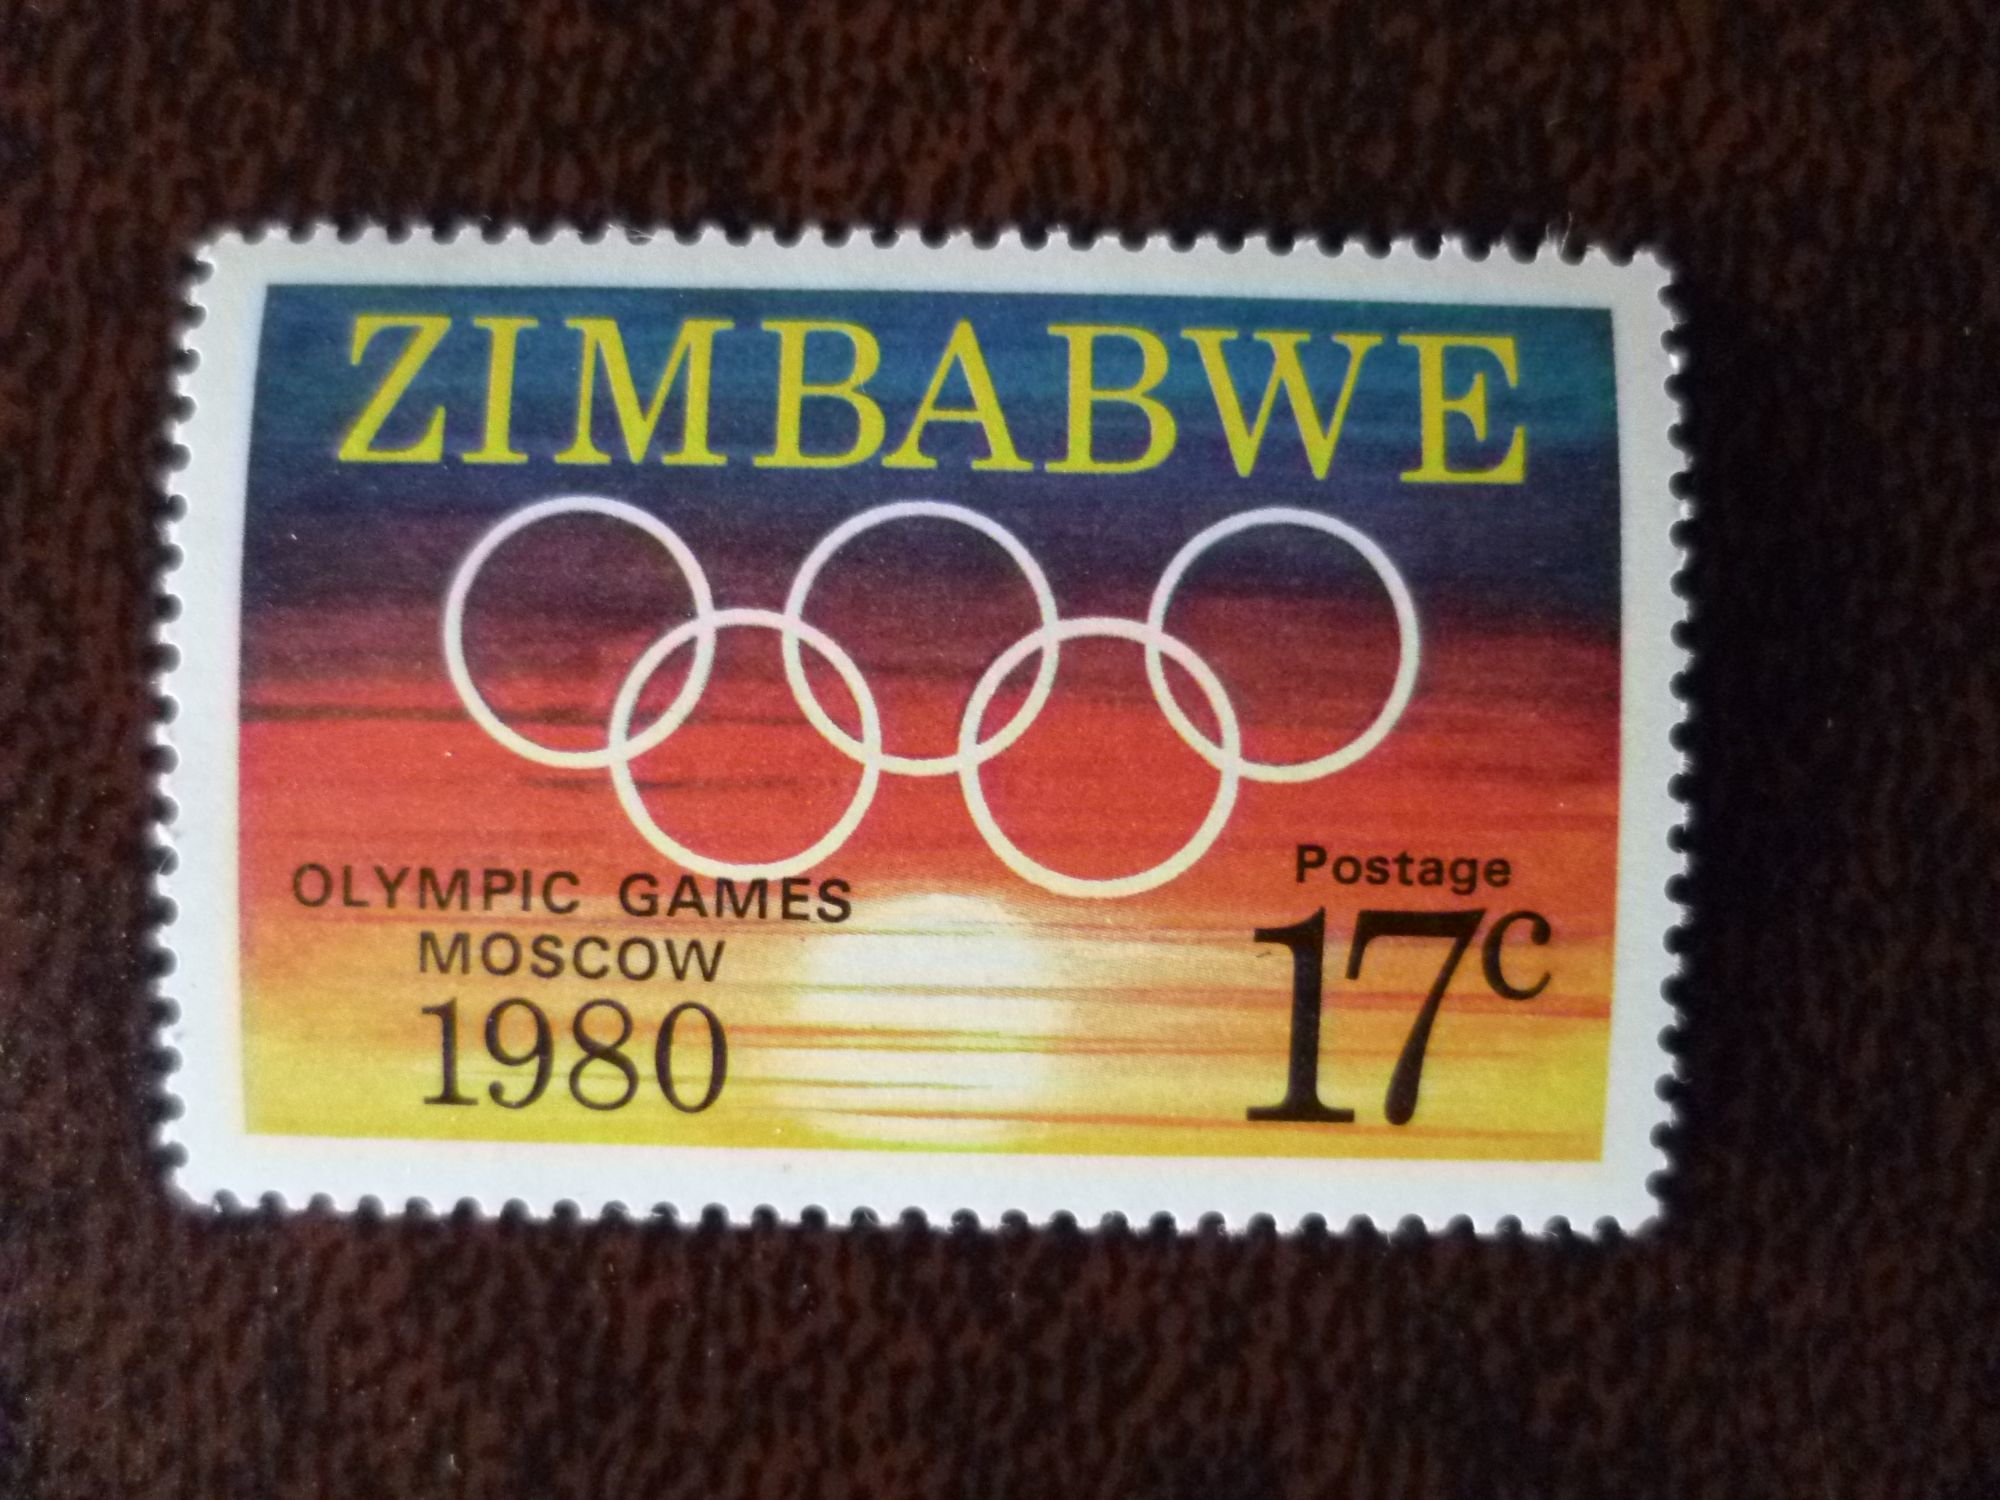 ZIMBABWE
OLYMPIC GAMES
MOSCOW
1980
Postage
17c